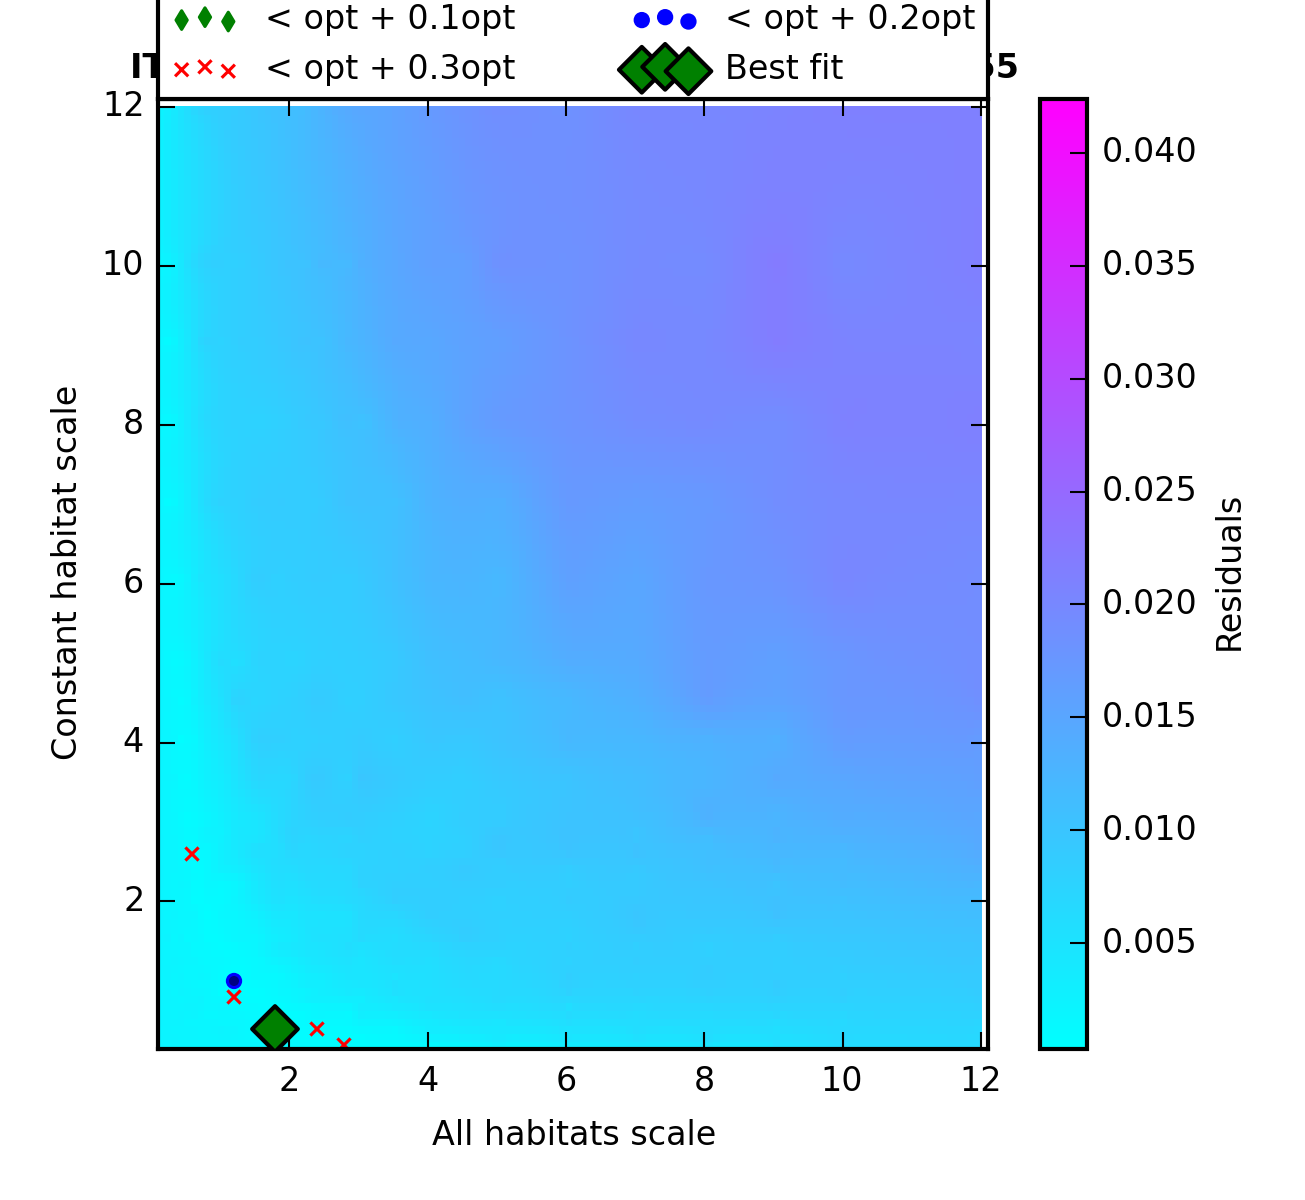 < opt + 0.1opt
< opt + 0.2opt
< opt + 0.3opt
Best fit
12
10
8
6
4
2
Constant habitat scale
2 4 6 8 10 12
All habitats scale
0.040
0.035
0.030
0.025
0.020
0.015
0.010
0.005
Residuals